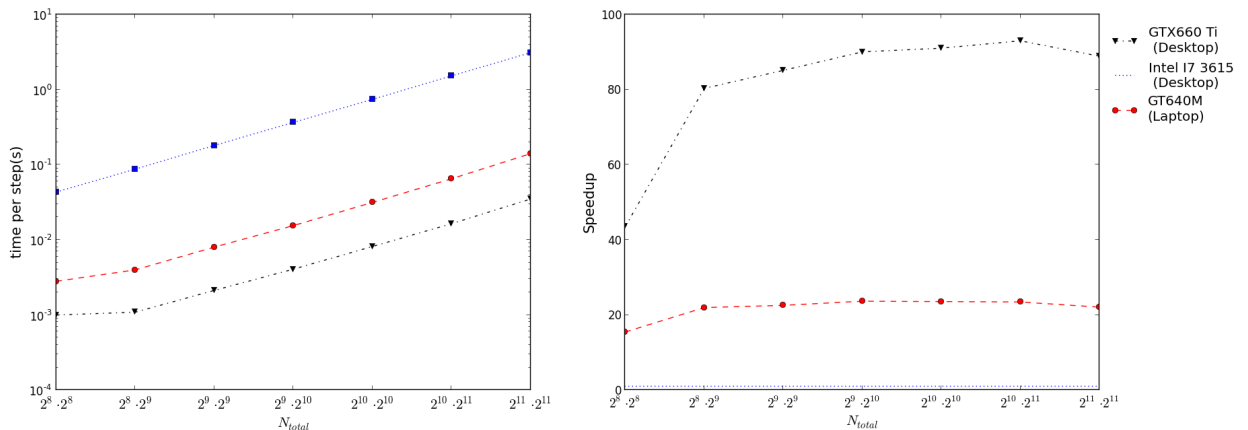 time per step(s)
10^1
10^0
10^-1
10^-2
10^-3
10^-4
2^8 · 2^8
2^8 · 2^9
2^9 · 2^9
2^9 · 2^10
2^10 · 2^10
2^10 · 2^11
2^11 · 2^11
N_total
Speedup
100
80
60
40
20
0
2^8 · 2^8
2^8 · 2^9
2^9 · 2^9
2^9 · 2^10
2^10 · 2^10
2^10 · 2^11
2^11 · 2^11
N_total
GTX660 Ti
(Desktop)
Intel I7 3615
(Desktop)
GT640M
(Laptop)